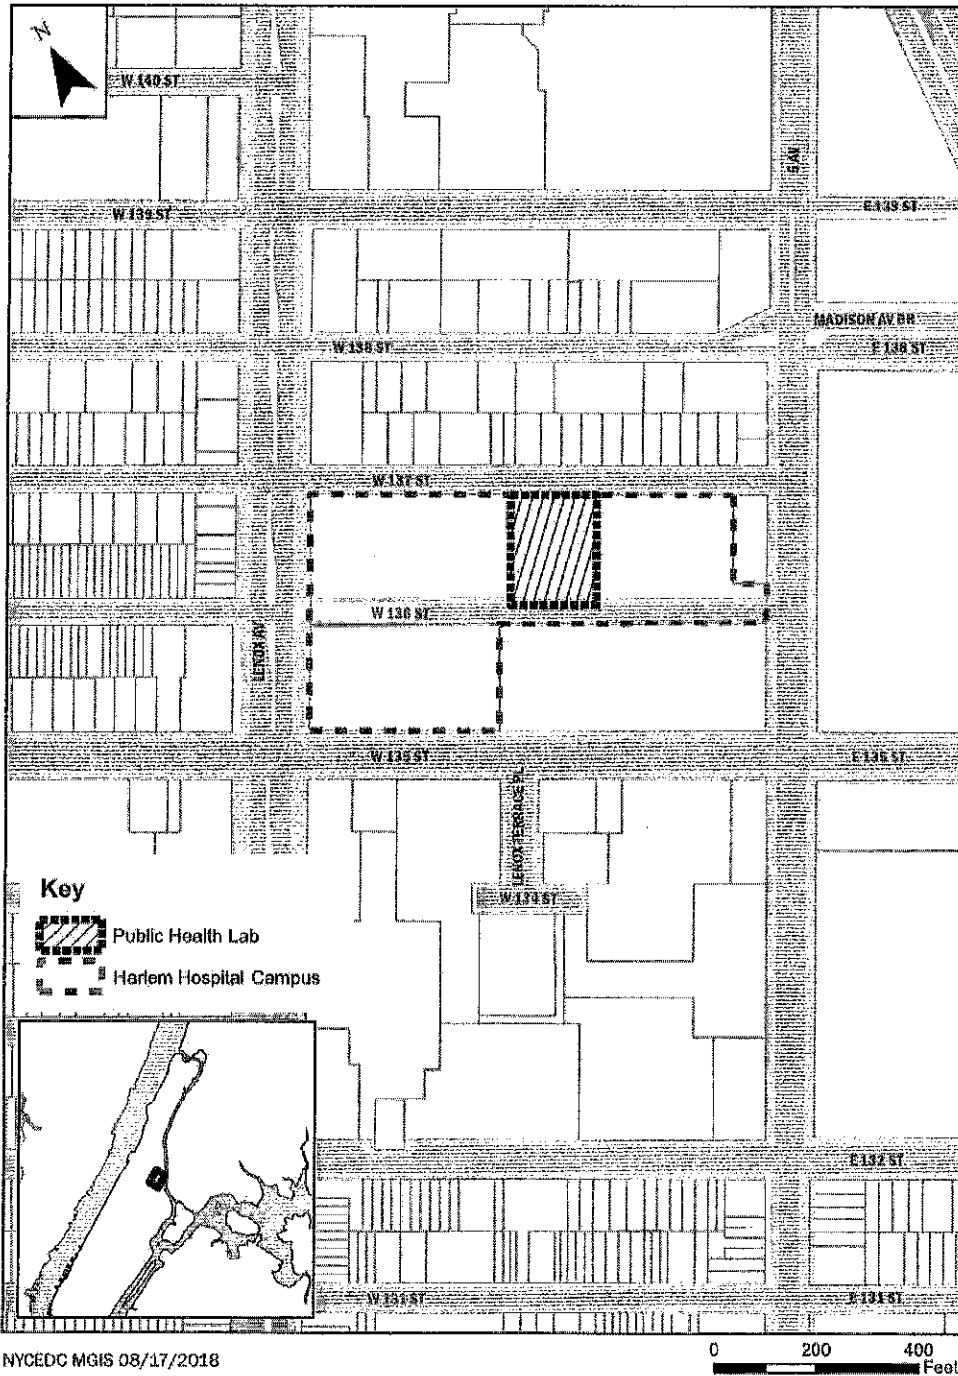 N
W 140 ST
5 AV
W 139 ST
E 139 ST
MADISON AV BR
W 138 ST
E 138 ST
W 137 ST
W 136 ST
LENOX AV
W 135 ST
E 135 ST
LENOX TERRACE PL
W 134 ST
Key
Public Health Lab
Harlem Hospital Campus
E 132 ST
W 131 ST
E 131 ST
NYCEDC MGIS 08/17/2018
0 200 400
Feet